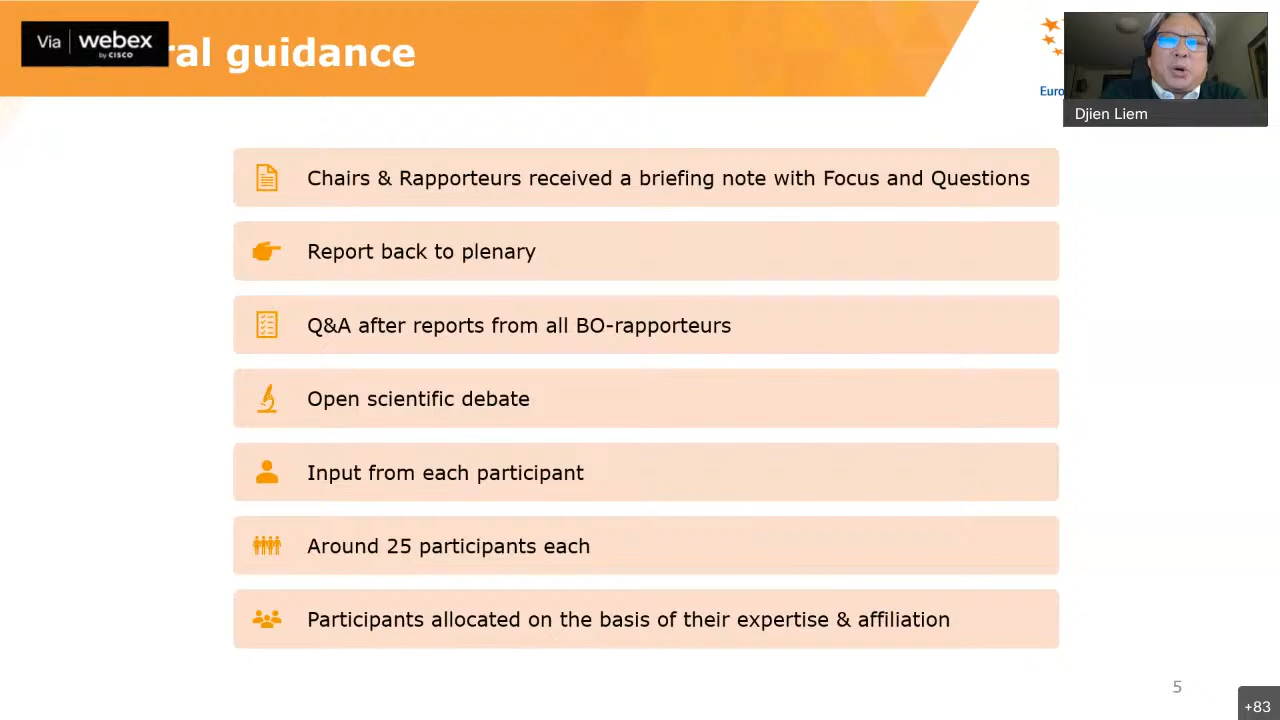 Via webex
by CISCO
ral guidance
Euro
Djien Liem
Chairs & Rapporteurs received a briefing note with Focus and Questions
Report back to plenary
Q&A after reports from all BO-rapporteurs
Open scientific debate
Input from each participant
Around 25 participants each
Participants allocated on the basis of their expertise & affiliation
5
+83